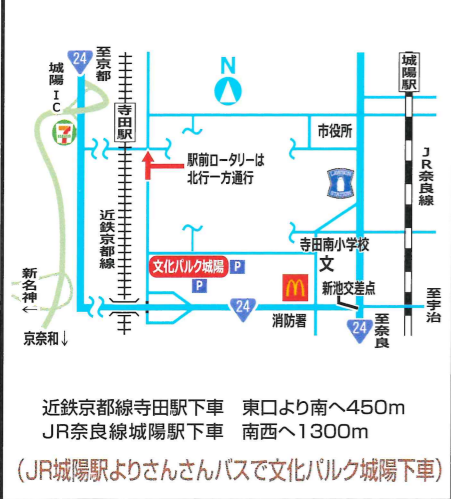 24
至京都
城陽IC
7
ELEVEN
寺田駅
N
城陽駅
市役所
駅前ロータリーは
北行一方通行
JR奈良線
近鉄京都線
文化パルク城陽
P
P
寺田南小学校
文
新名神
←
京奈和↓
M
24
消防署
新池交差点
24
至奈良
至宇治
近鉄京都線寺田駅下車 東口より南へ450m
JR奈良線城陽駅下車 南西へ1300m
(JR城陽駅よりさんさんバスで文化パルク城陽下車)